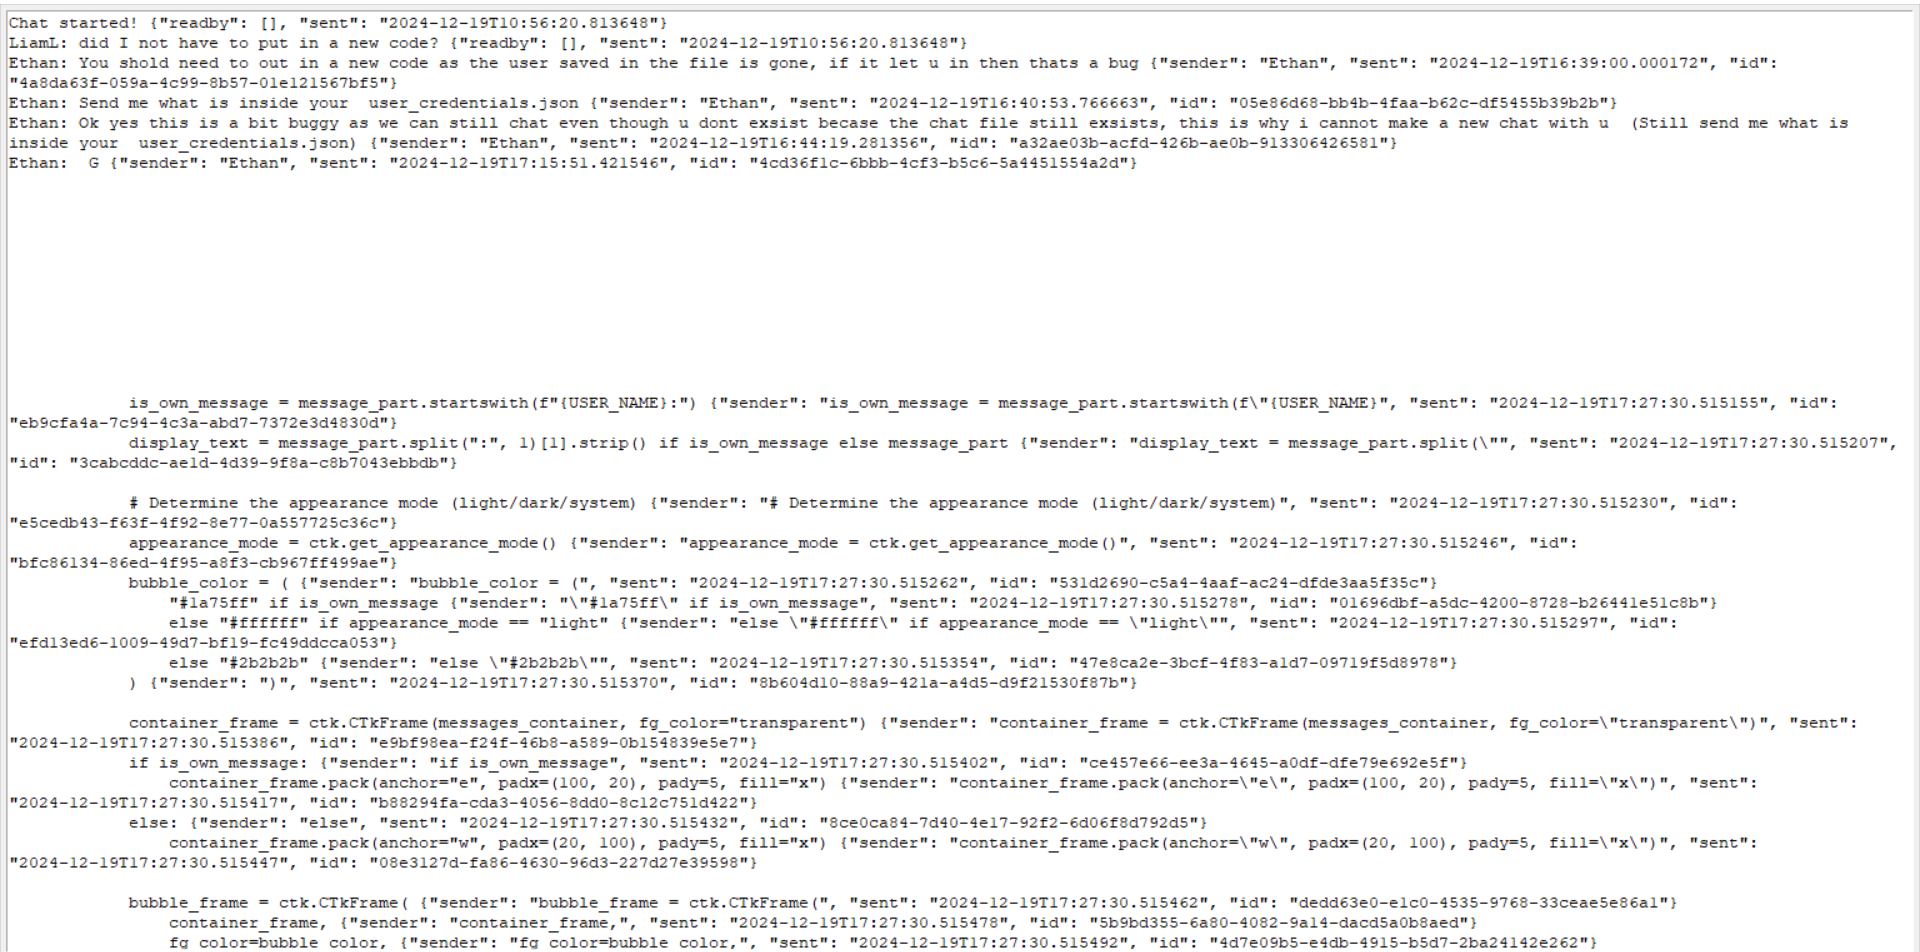 Chat started! {"readby": [], "sent": "2024-12-19T10:56:20.813648"}
LiamL: did I not have to put in a new code? {"readby": [], "sent": "2024-12-19T10:56:20.813648"}
Ethan: You shold need to out in a new code as the user saved in the file is gone, if it let u in then thats a bug {"sender": "Ethan", "sent": "2024-12-19T16:39:00.000172", "id":
"4a8da63f-059a-4c99-8b57-01e121567bf5"}
Ethan: Send me what is inside your  user_credentials.json {"sender": "Ethan", "sent": "2024-12-19T16:40:53.766663", "id": "05e86d68-bb4b-4faa-b62c-df5455b39b2b"}
Ethan: Ok yes this is a bit buggy as we can still chat even though u dont exsist becase the chat file still exsists, this is why i cannot make a new chat with u  (Still send me what is
inside your  user_credentials.json) {"sender": "Ethan", "sent": "2024-12-19T16:44:19.281356", "id": "a32ae03b-acfd-426b-ae0b-913306426581"}
Ethan:  G {"sender": "Ethan", "sent": "2024-12-19T17:15:51.421546", "id": "4cd36f1c-6bbb-4cf3-b5c6-5a4451554a2d"}
is_own_message = message_part.startswith(f"{USER_NAME}:") {"sender": "is_own_message = message_part.startswith(f\"{USER_NAME}", "sent": "2024-12-19T17:27:30.515155", "id":
"eb9cfa4a-7c94-4c3a-abd7-7372e3d4830d"}
display_text = message_part.split(":", 1)[1].strip() if is_own_message else message_part {"sender": "display_text = message_part.split(\"", "sent": "2024-12-19T17:27:30.515207",
"id": "3cabcddc-ae1d-4d39-9f8a-c8b7043ebbdb"}
# Determine the appearance mode (light/dark/system) {"sender": "# Determine the appearance mode (light/dark/system)", "sent": "2024-12-19T17:27:30.515230", "id":
"e5cedb43-f63f-4f92-8e77-0a557725c36c"}
appearance_mode = ctk.get_appearance_mode() {"sender": "appearance_mode = ctk.get_appearance_mode()", "sent": "2024-12-19T17:27:30.515246", "id":
"bfc86134-86ed-4f95-a8f3-cb967ff499ae"}
bubble_color = ( {"sender": "bubble_color = (", "sent": "2024-12-19T17:27:30.515262", "id": "531d2690-c5a4-4aaf-ac24-dfde3aa5f35c"}
"#1a75ff" if is_own_message {"sender": "\"#1a75ff\" if is_own_message", "sent": "2024-12-19T17:27:30.515278", "id": "01696dbf-a5dc-4200-8728-b26441e51c8b"}
else "#ffffff" if appearance_mode == "light" {"sender": "else \"#ffffff\" if appearance_mode == \"light\"", "sent": "2024-12-19T17:27:30.515297", "id":
"efd13ed6-1009-49d7-bf19-fc49ddcca053"}
else "#2b2b2b" {"sender": "else \"#2b2b2b\"", "sent": "2024-12-19T17:27:30.515354", "id": "47e8ca2e-3bcf-4f83-a1d7-09719f5d8978"}
) {"sender": ")", "sent": "2024-12-19T17:27:30.515370", "id": "8b604d10-88a9-421a-a4d5-d9f21530f87b"}
container_frame = ctk.CTkFrame(messages_container, fg_color="transparent") {"sender": "container_frame = ctk.CTkFrame(messages_container, fg_color=\"transparent\")", "sent":
"2024-12-19T17:27:30.515386", "id": "e9bf98ea-f24f-46b8-a589-0b154839e5e7"}
if is_own_message: {"sender": "if is_own_message", "sent": "2024-12-19T17:27:30.515402", "id": "ce457e66-ee3a-4645-a0df-dfe79e692e5f"}
container_frame.pack(anchor="e", padx=(100, 20), pady=5, fill="x") {"sender": "container_frame.pack(anchor=\"e\", padx=(100, 20), pady=5, fill=\"x\")", "sent":
"2024-12-19T17:27:30.515417", "id": "b88294fa-cda3-4056-8dd0-8c12c751d422"}
else: {"sender": "else", "sent": "2024-12-19T17:27:30.515432", "id": "8ce0ca84-7d40-4e17-92f2-6d06f8d792d5"}
container_frame.pack(anchor="w", padx=(20, 100), pady=5, fill="x") {"sender": "container_frame.pack(anchor=\"w\", padx=(20, 100), pady=5, fill=\"x\")", "sent":
"2024-12-19T17:27:30.515447", "id": "08e3127d-fa86-4630-96d3-227d27e39598"}
bubble_frame = ctk.CTkFrame( {"sender": "bubble_frame = ctk.CTkFrame(", "sent": "2024-12-19T17:27:30.515462", "id": "dedd63e0-e1c0-4535-9768-33ceae5e86a1"}
container_frame, {"sender": "container_frame,", "sent": "2024-12-19T17:27:30.515478", "id": "5b9bd355-6a80-4082-9a14-dacd5a0b8aed"}
fg_color=bubble_color, {"sender": "fg_color=bubble_color,", "sent": "2024-12-19T17:27:30.515492", "id": "4d7e09b5-e4db-4915-b5d7-2ba24142e262"}